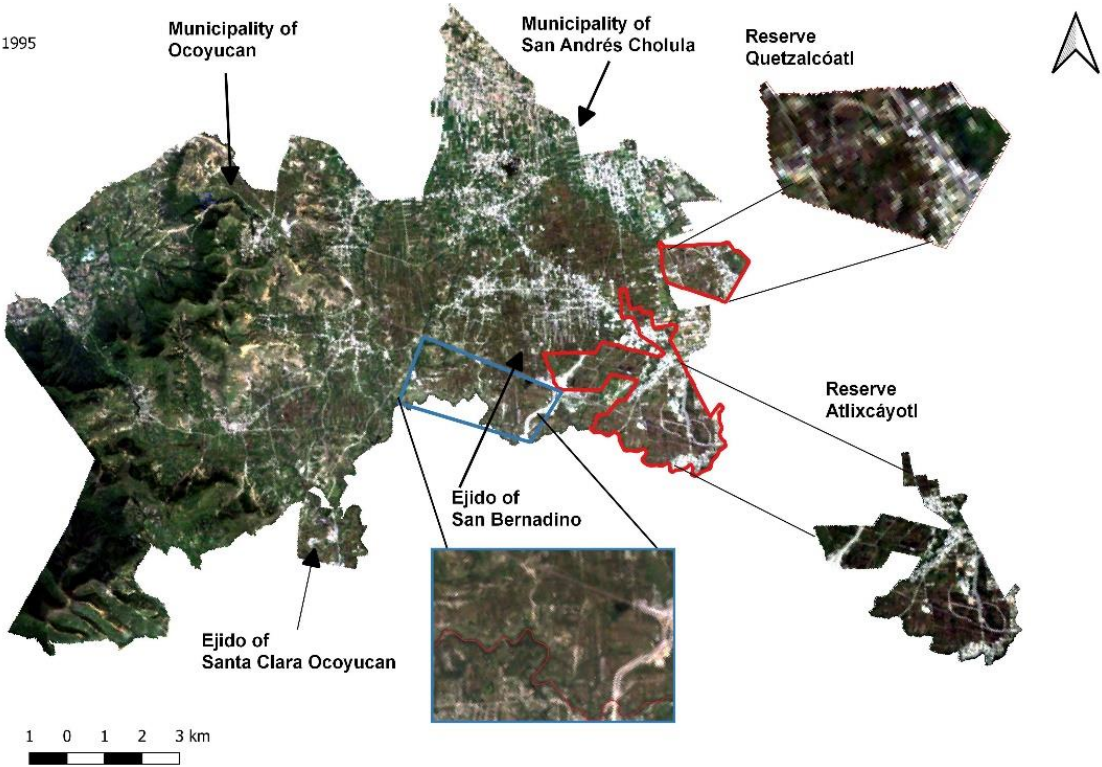 1995
Municipality of
Ocoyucan
Municipality of
San Andrés Cholula
Reserve
Quetzalcóatl
Reserve
Atlixcáyotl
Ejido of
San Bernadino
Ejido of
Santa Clara Ocoyucan
1 0 1 2 3 km